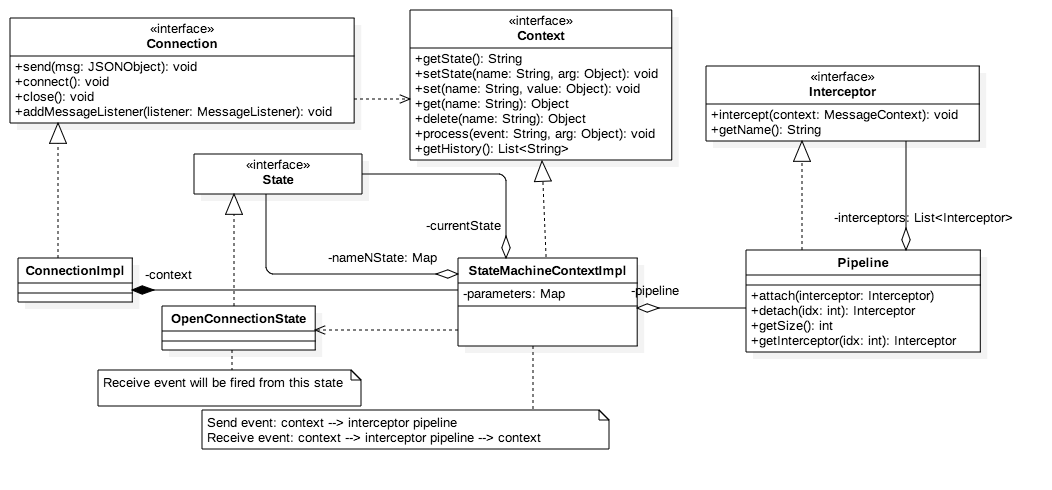 «interface»
Connection
+send(msg: JSONObject): void
+connect(): void
+close(): void
+addMessageListener(listener: MessageListener): void
«interface»
Context
+getState(): String
+setState(name: String, arg: Object): void
+set(name: String, value: Object): void
+get(name: String): Object
+delete(name: String): Object
+process(event: String, arg: Object): void
+getHistory(): List<String>
«interface»
Interceptor
+intercept(context: MessageContext): void
+getName(): String
«interface»
State
-currentState
-interceptors: List<Interceptor>
-nameNState: Map
ConnectionImpl
-context
StateMachineContextImpl
-parameters: Map
-pipeline
Pipeline
+attach(interceptor: Interceptor)
+detach(idx: int): Interceptor
+getSize(): int
+getInterceptor(idx: int): Interceptor
OpenConnectionState
Receive event will be fired from this state
Send event: context --> interceptor pipeline
Receive event: context --> interceptor pipeline --> context